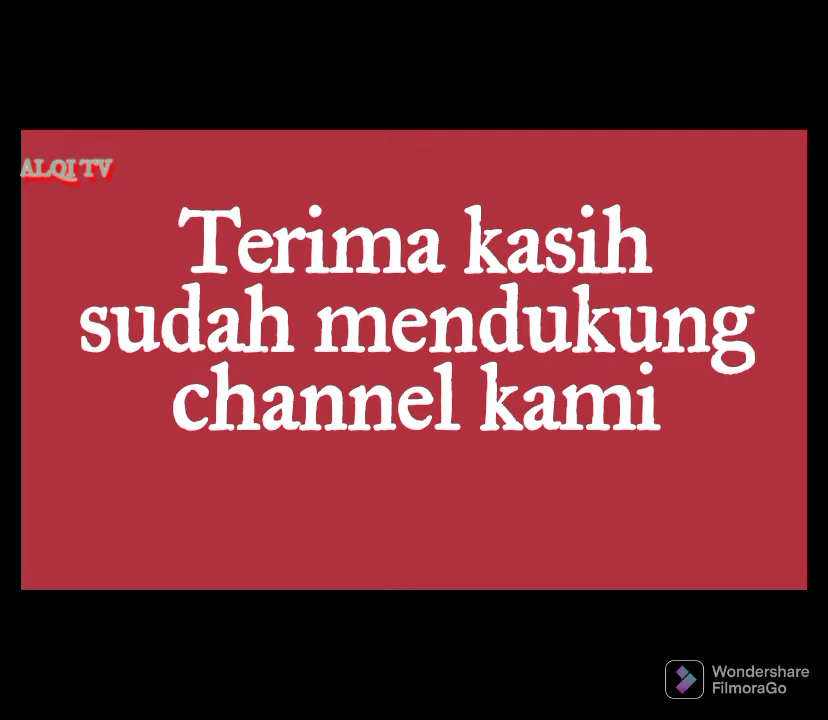 ALQI TV
Terima kasih
sudah mendukung
channel kami
Wondershare
FilmoraGo